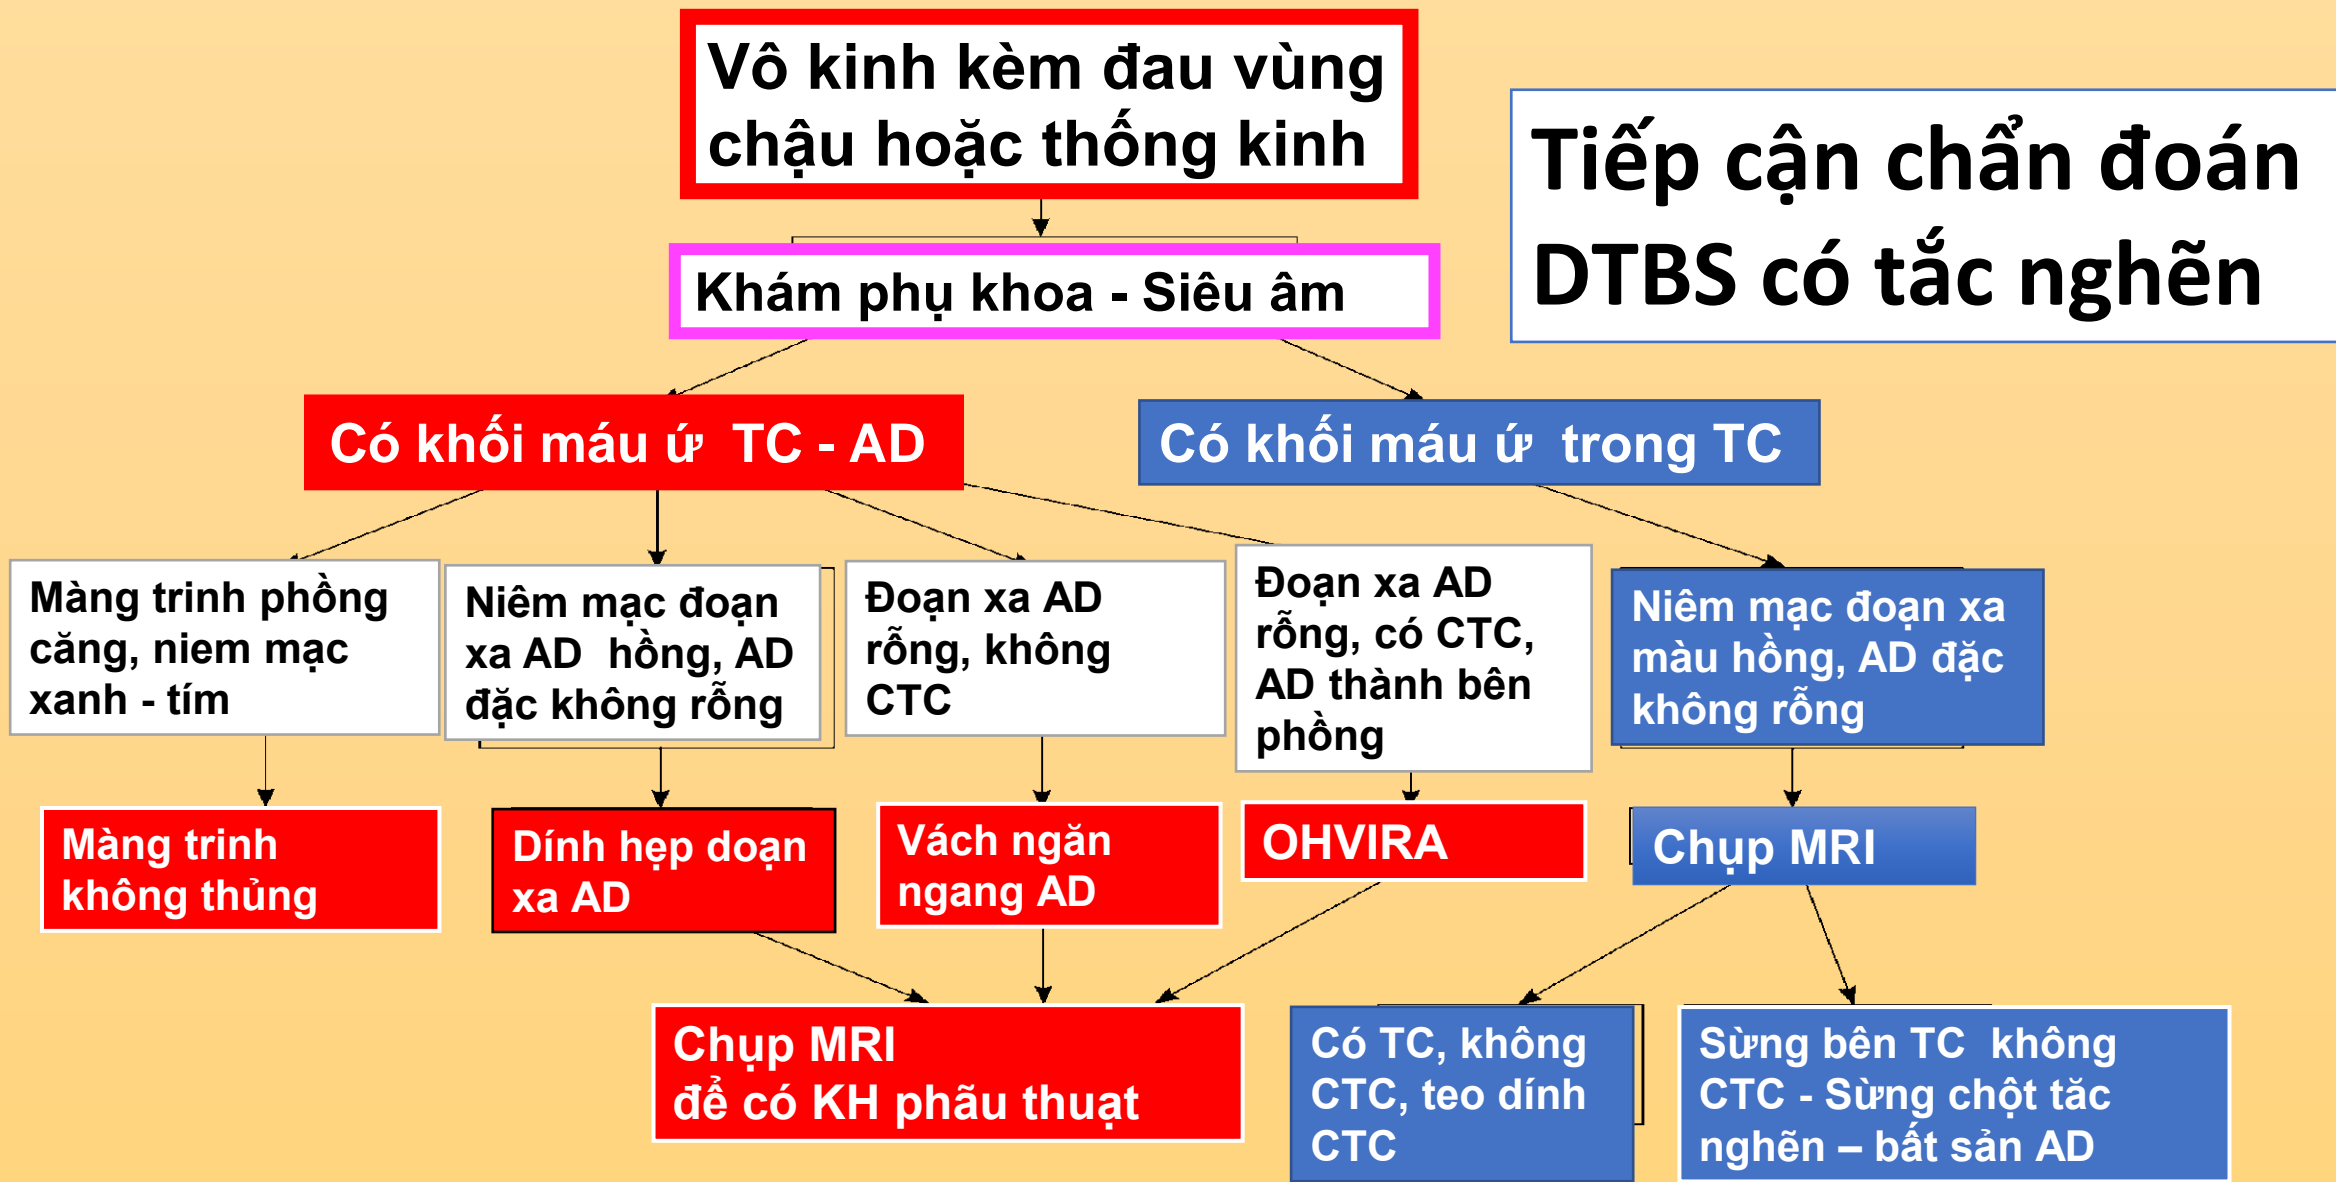 Vô kinh kèm đau vùng
chậu hoặc thống kinh
Tiếp cận chẩn đoán
DTBS có tắc nghẽn
Khám phụ khoa - Siêu âm
Có khối máu ứ TC - AD
Có khối máu ứ trong TC
Màng trinh phồng
căng, niem mạc
xanh - tím
Niêm mạc đoạn
xa AD hồng, AD
đặc không rỗng
Đoạn xa AD
rỗng, không
CTC
Đoạn xa AD
rỗng, có CTC,
AD thành bên
phồng
Niêm mạc đoạn xa
màu hồng, AD đặc
không rỗng
Màng trinh
không thủng
Dính hẹp doạn
xa AD
Vách ngăn
ngang AD
OHVIRA
Chụp MRI
Chụp MRI
để có KH phãu thuạt
Có TC, không
CTC, teo dính
CTC
Sừng bên TC không
CTC - Sừng chột tăc
nghẽn – bất sản AD